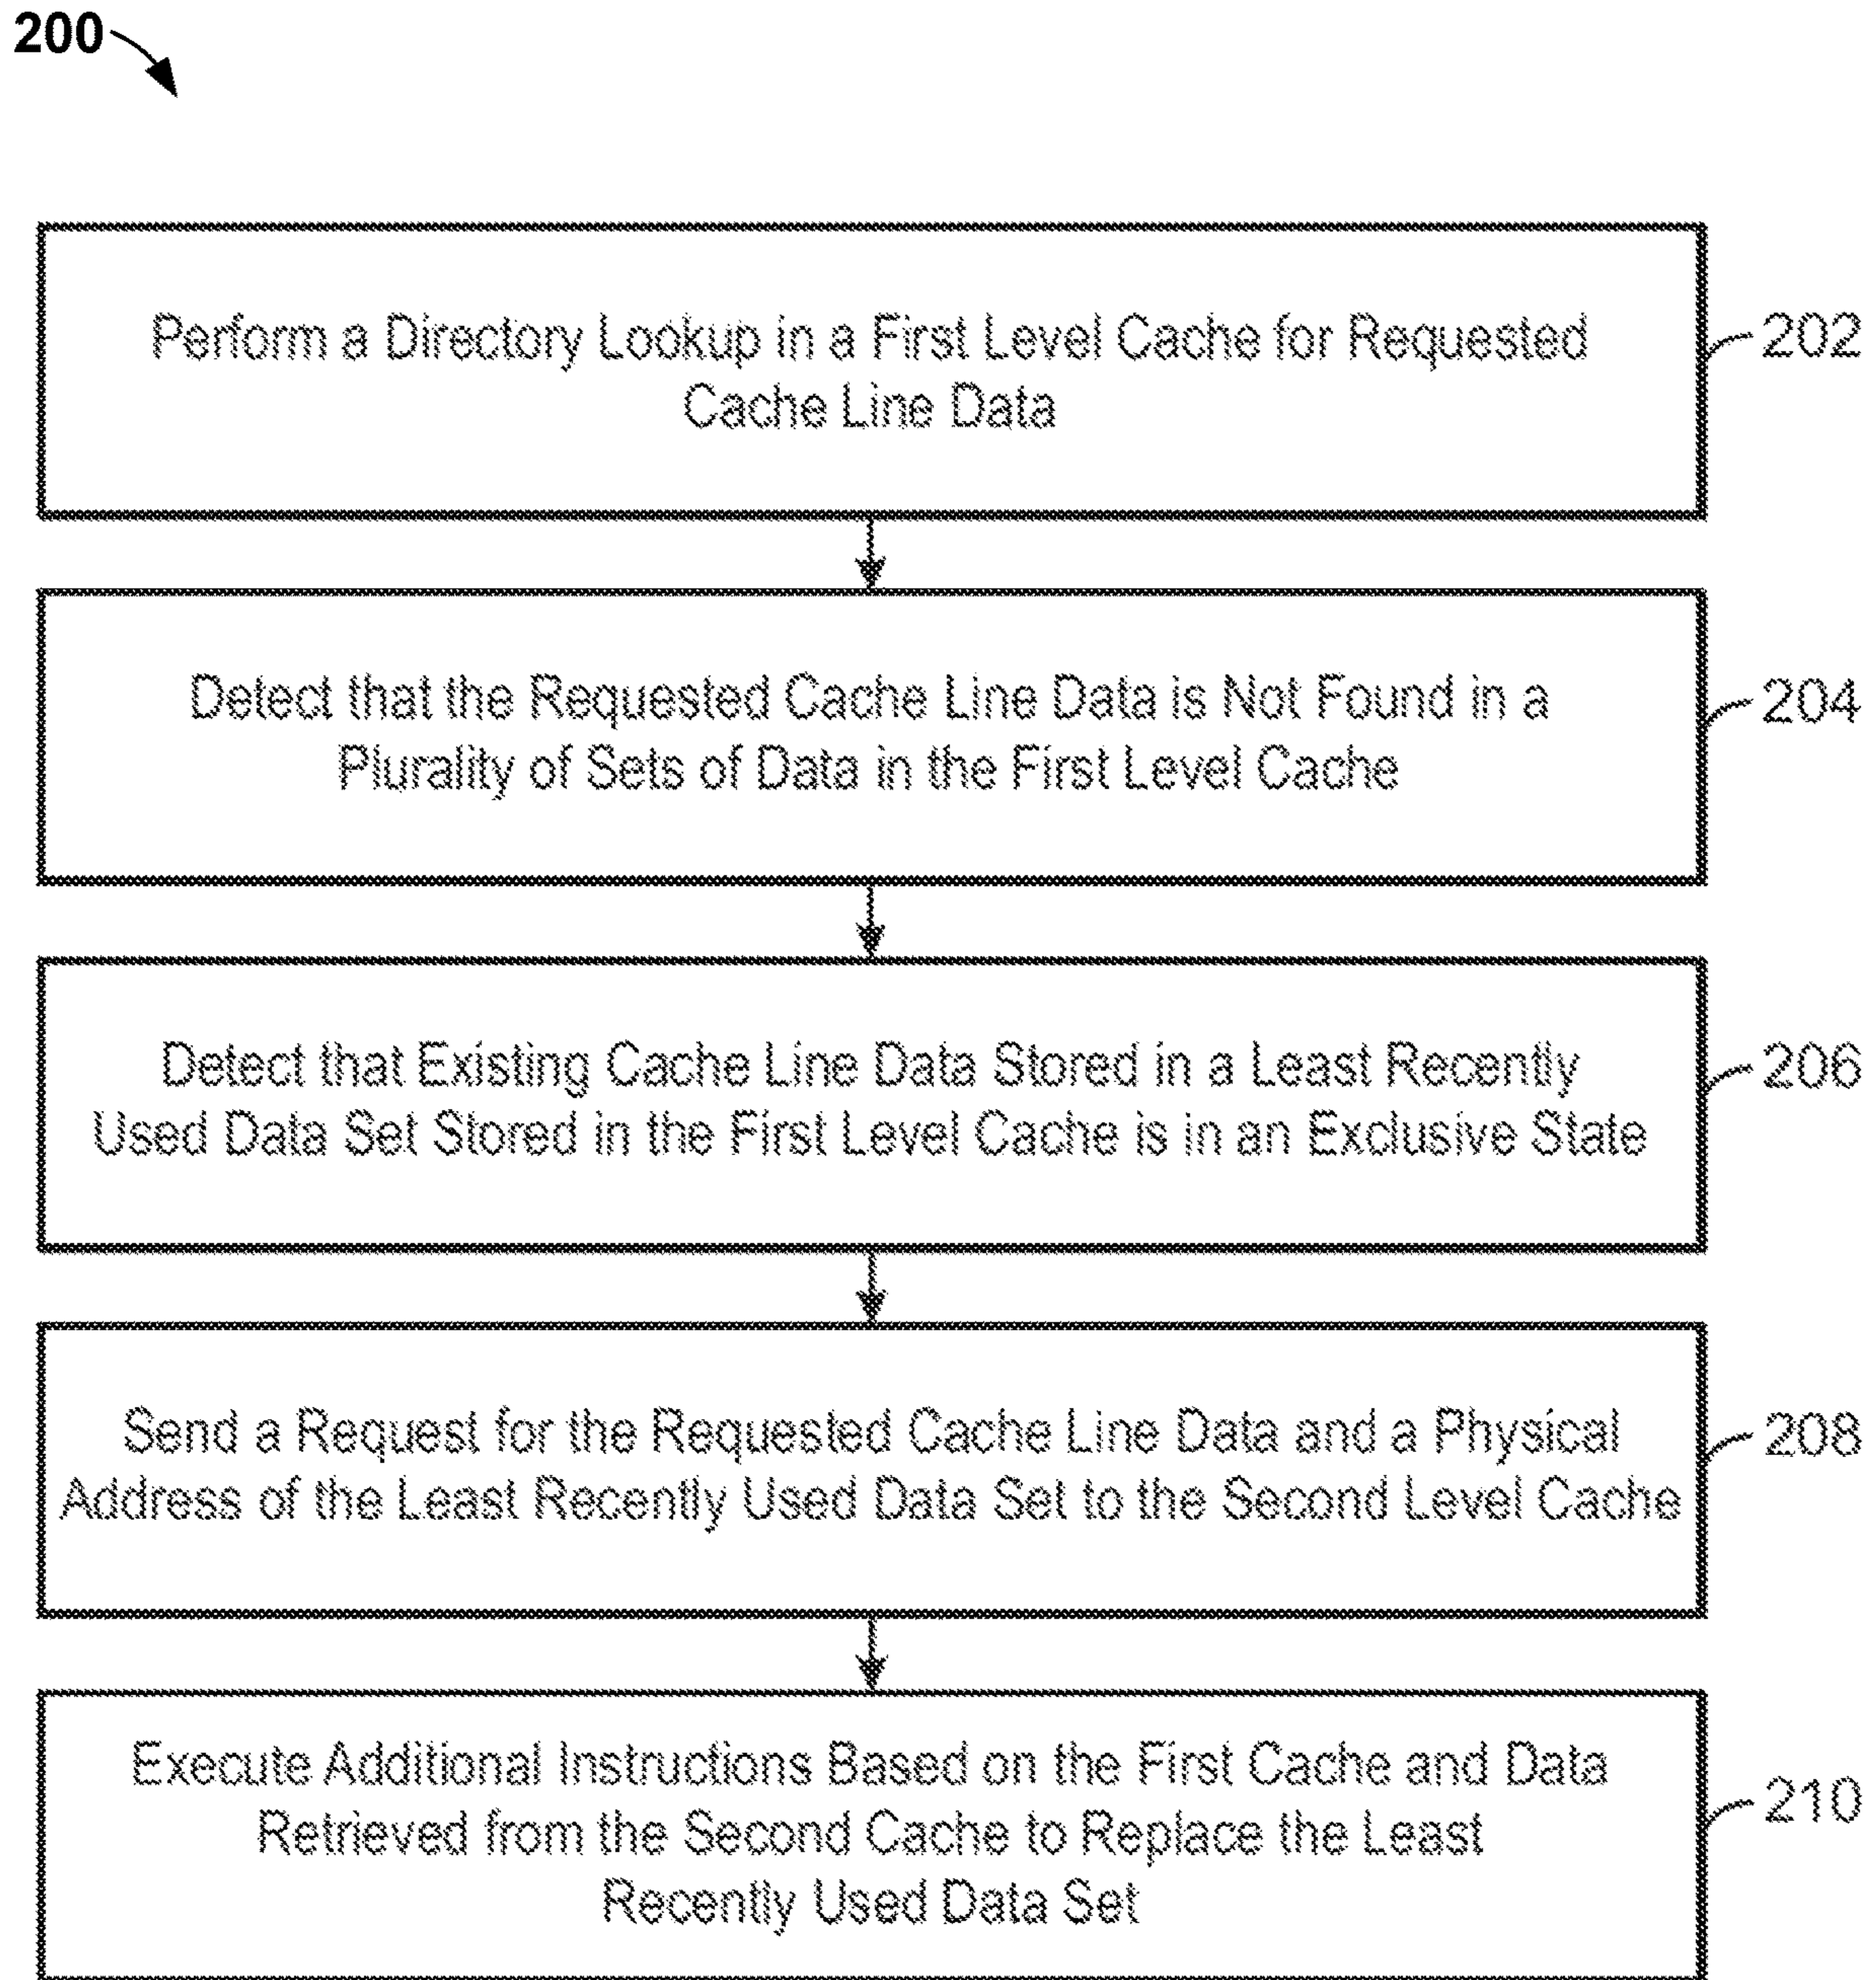 200
Perform a Directory Lookup in a First Level Cache for Requested
Cache Line Data
202
Detect that the Requested Cache Line Data is Not Found in a
Plurality of Sets of Data in the First Level Cache
204
Detect that Existing Cache Line Data Stored in a Least Recently
Used Data Set Stored in the First Level Cache is in an Exclusive State
206
Send a Request for the Requested Cache Line Data and a Physical
Address of the Least Recently Used Data Set to the Second Level Cache
208
Execute Additional Instructions Based on the First Cache and Data
Retrieved from the Second Cache to Replace the Least
Recently Used Data Set
210